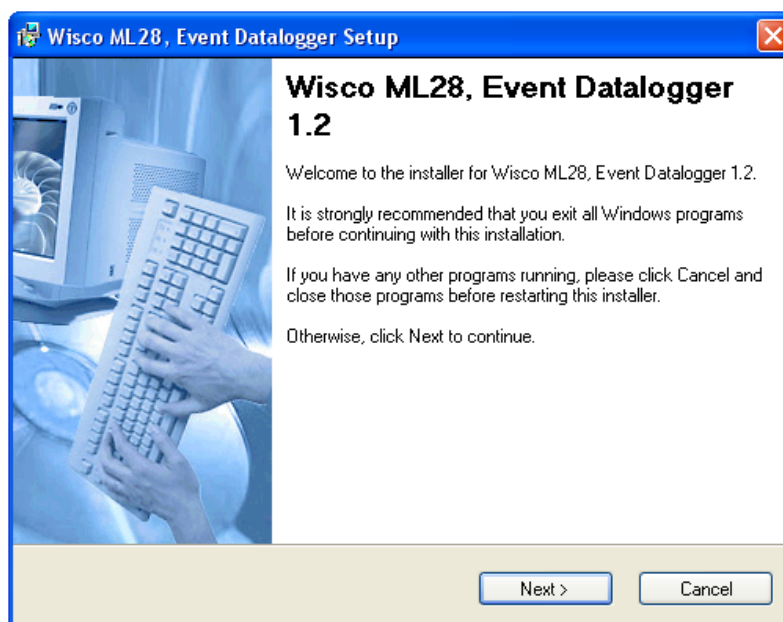 Wisco ML28, Event Datalogger Setup
Wisco ML28, Event Datalogger
1.2
Welcome to the installer for Wisco ML28, Event Datalogger 1.2.
It is strongly recommended that you exit all Windows programs
before continuing with this installation.
If you have any other programs running, please click Cancel and
close those programs before restarting this installer.
Otherwise, click Next to continue.
Next >
Cancel